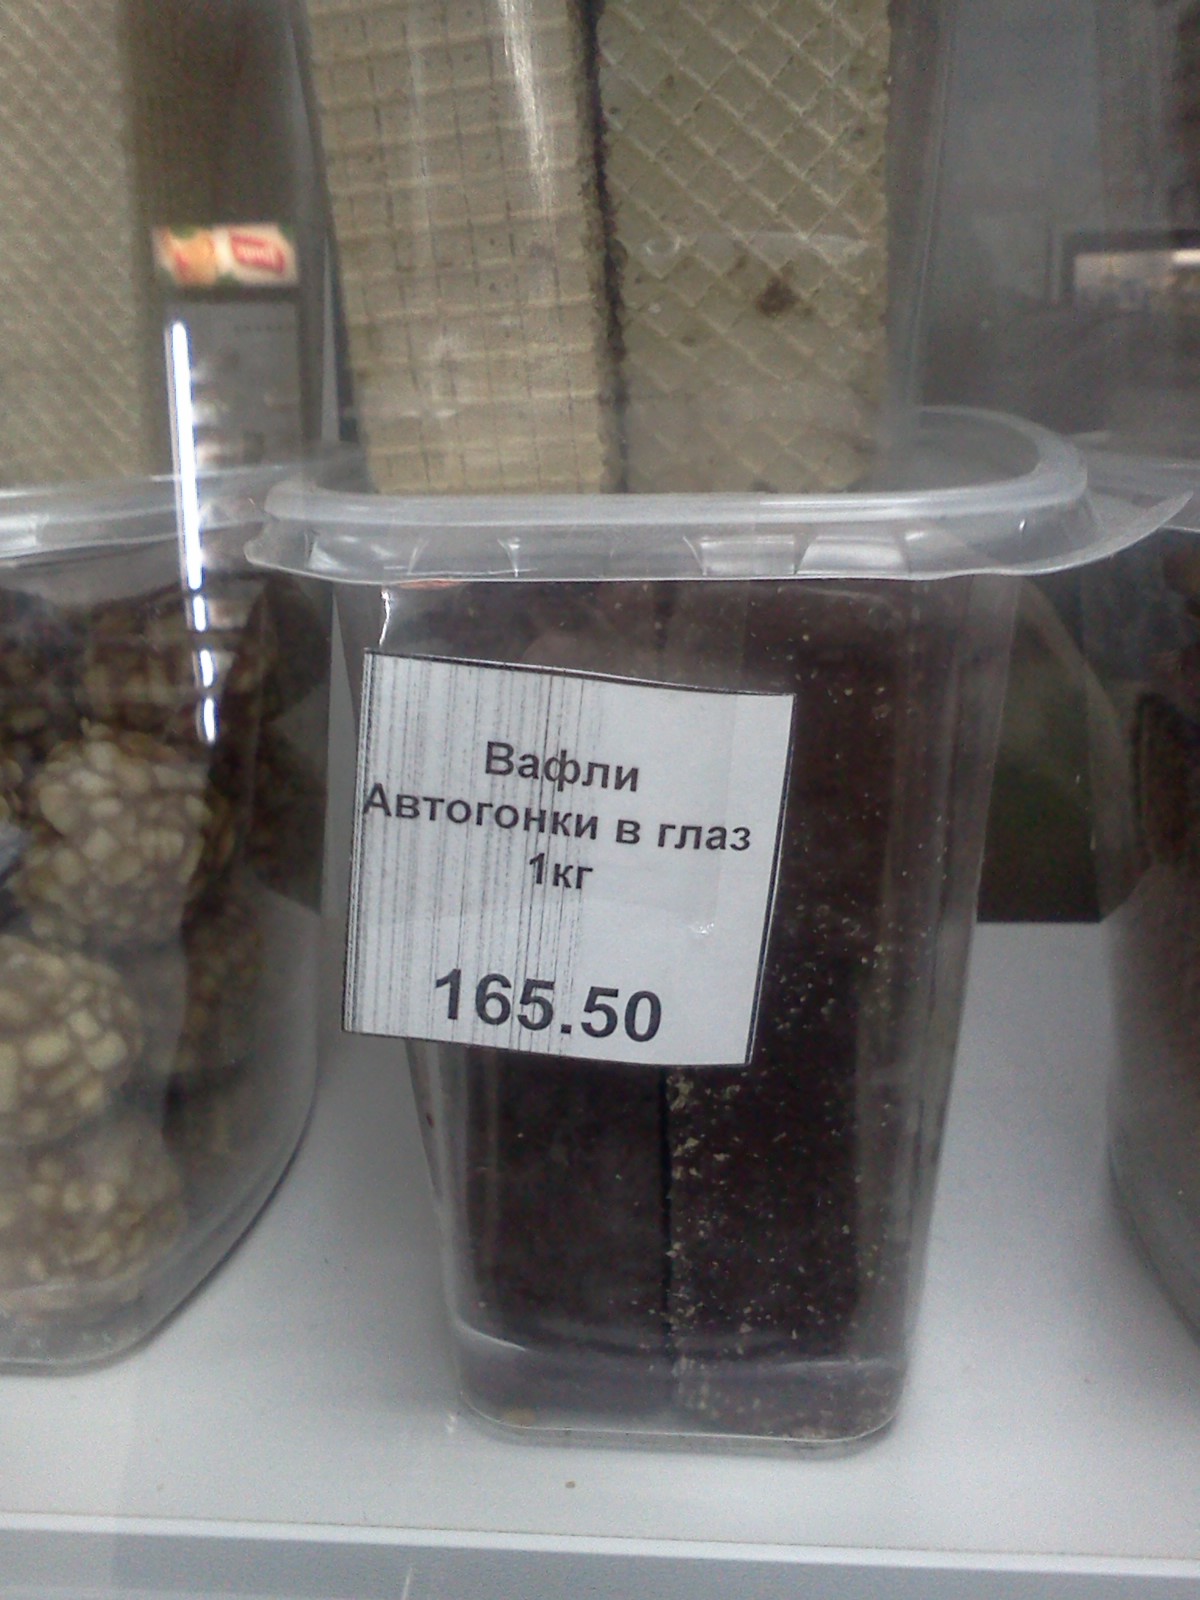 Вафли
Автогонки в глаз
1кг
165.50